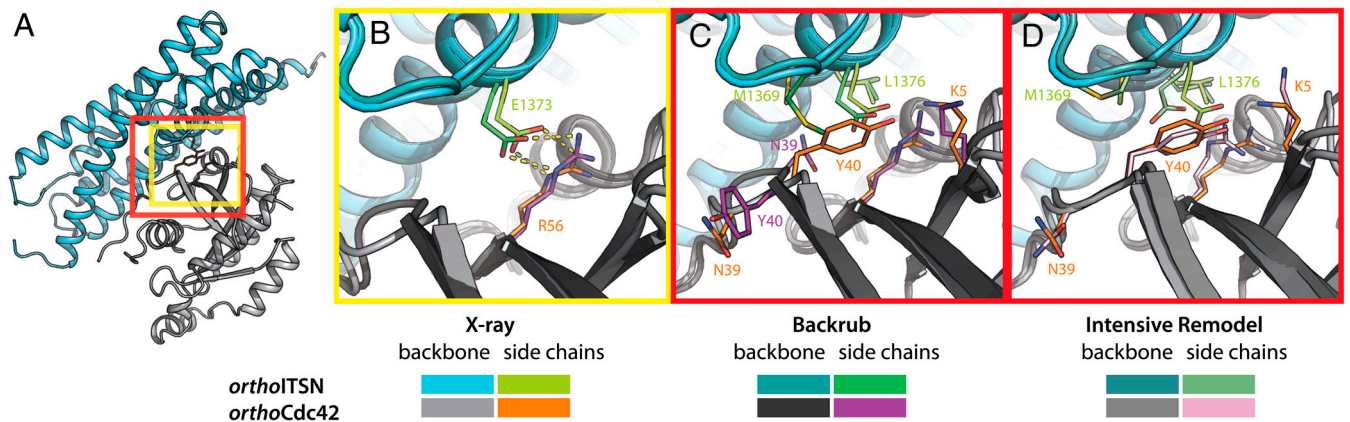 A
B
E1373
R56
C
M1369
L1376
K5
N39
Y40
Y40
N39
D
M1369
L1376
K5
Y40
N39
X-ray
backbone side chains
Backrub
backbone side chains
Intensive Remodel
backbone side chains
orthoITSN
orthoCdc42